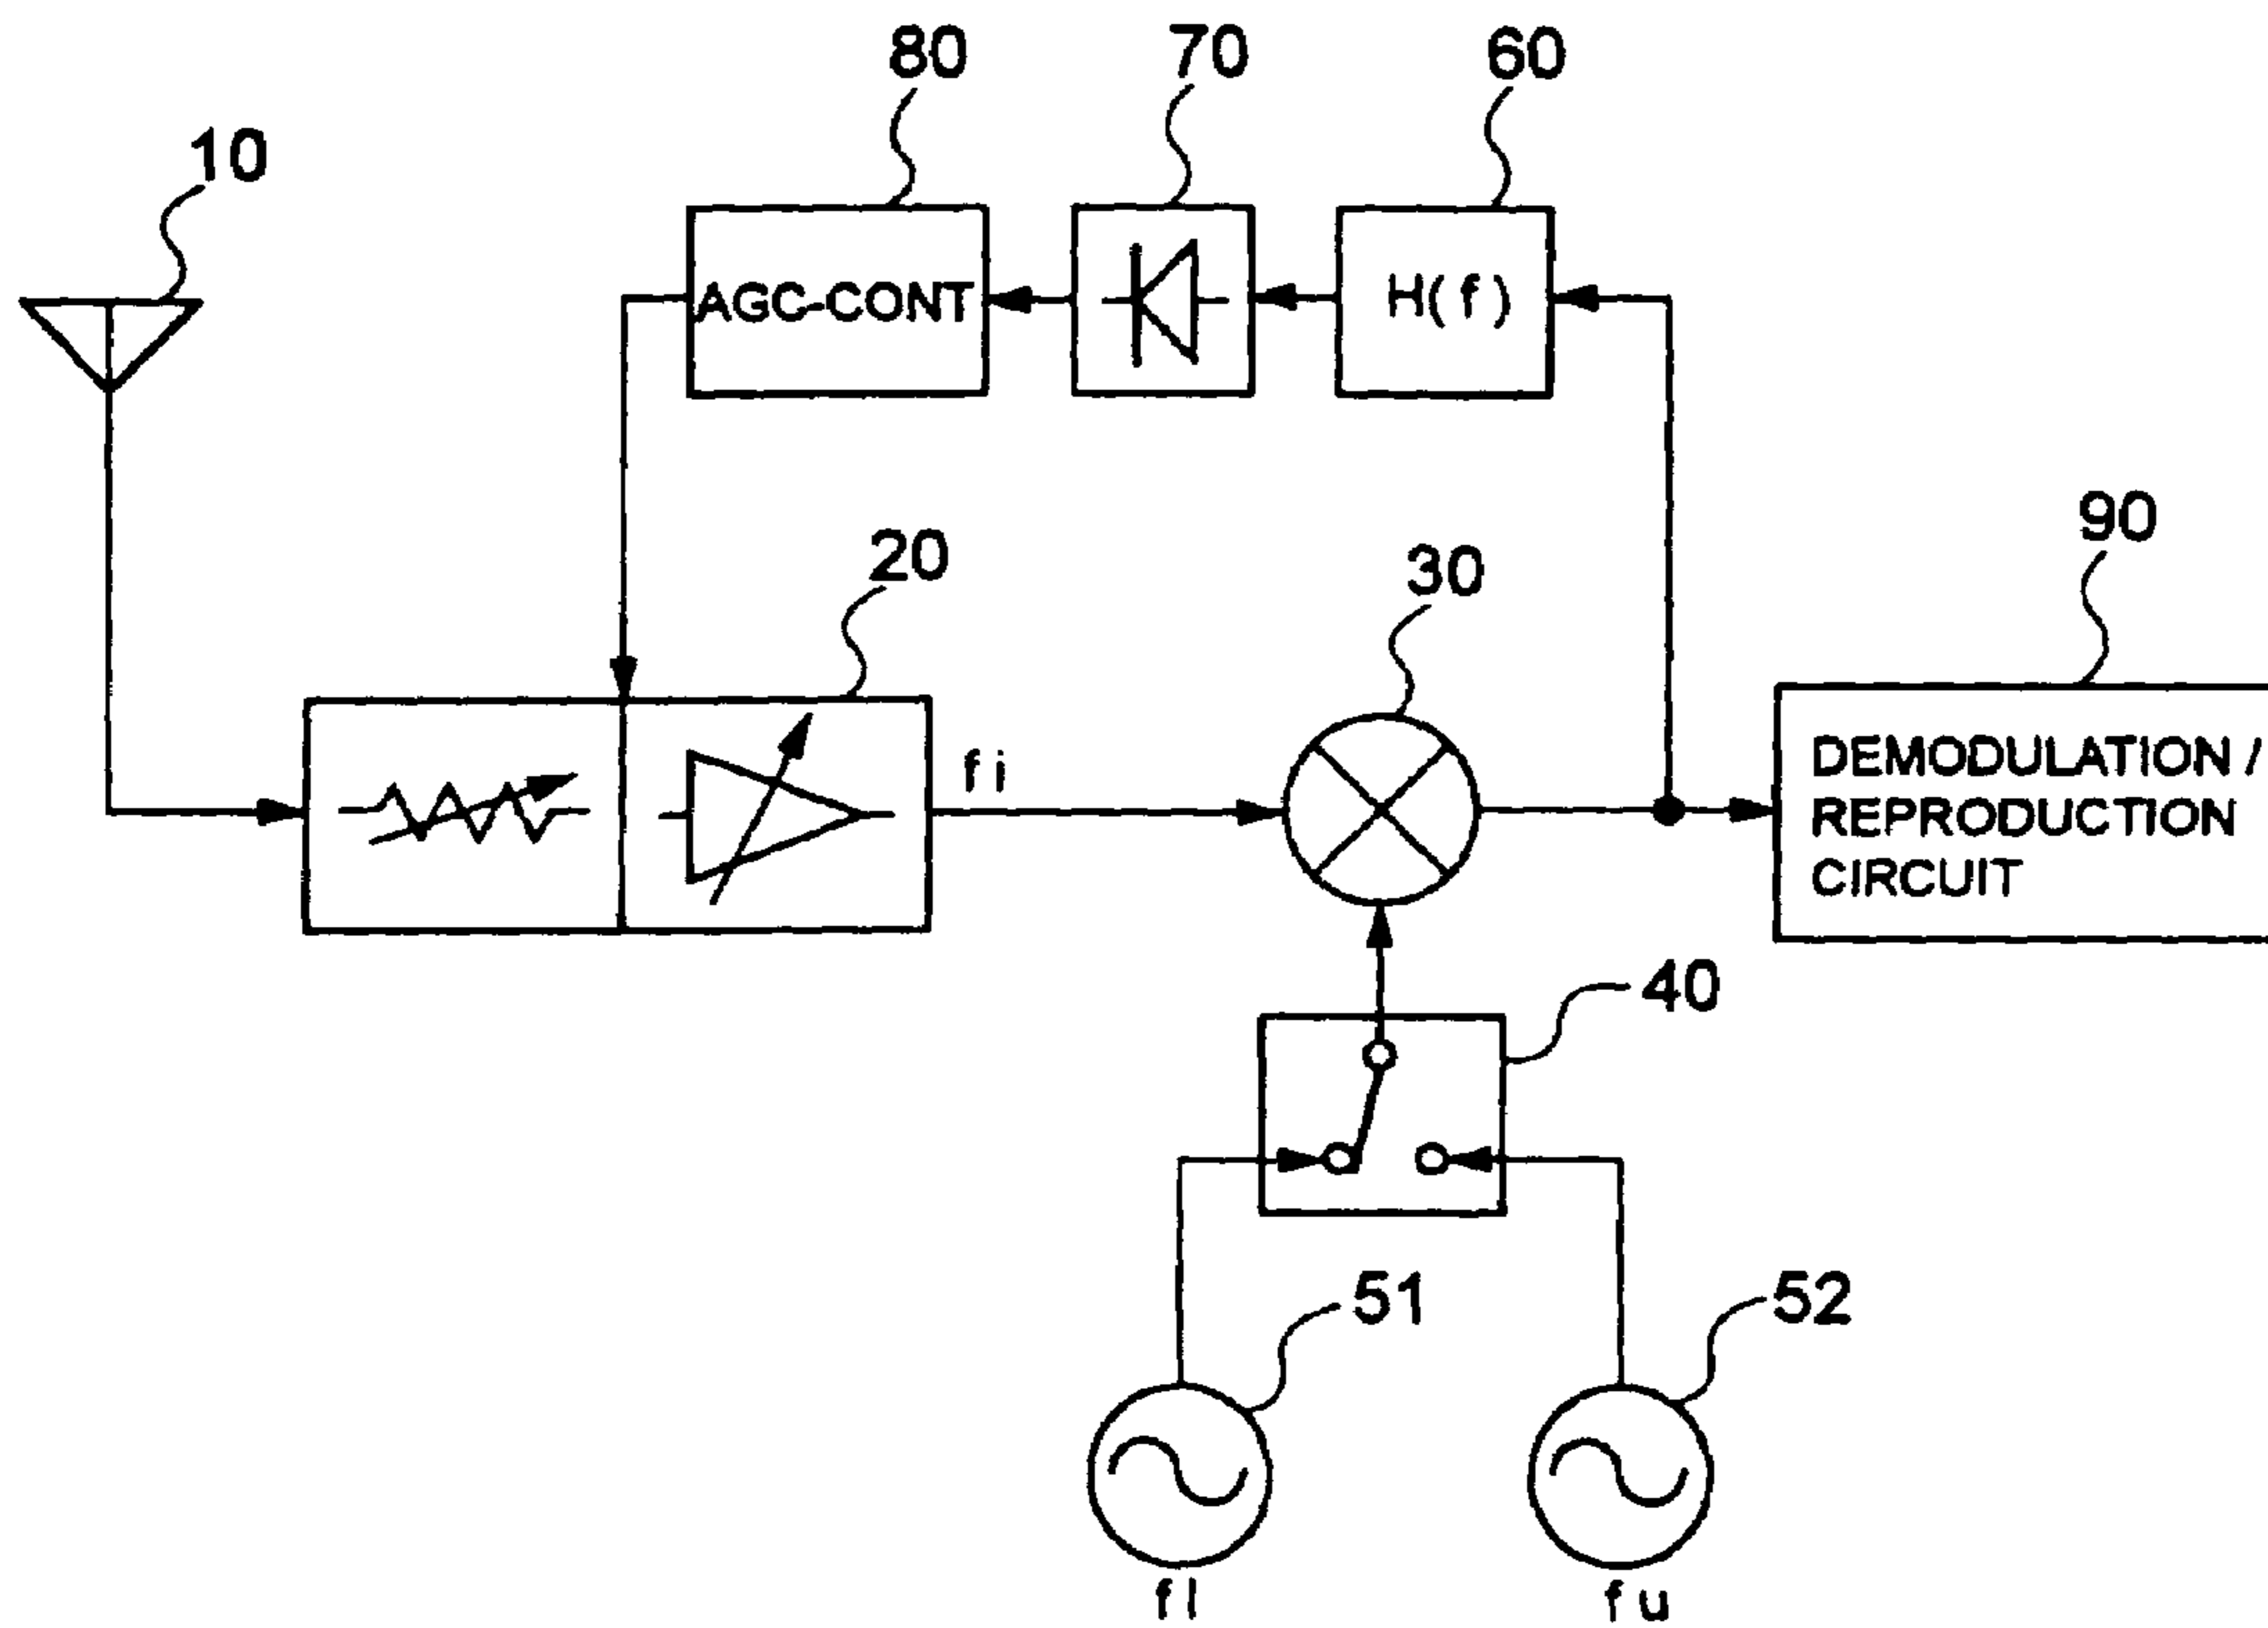 80
70
60
10
AGC-CONT
H(f)
20
30
90
fi
DEMODULATION /
REPRODUCTION
CIRCUIT
40
51
52
fl
fu